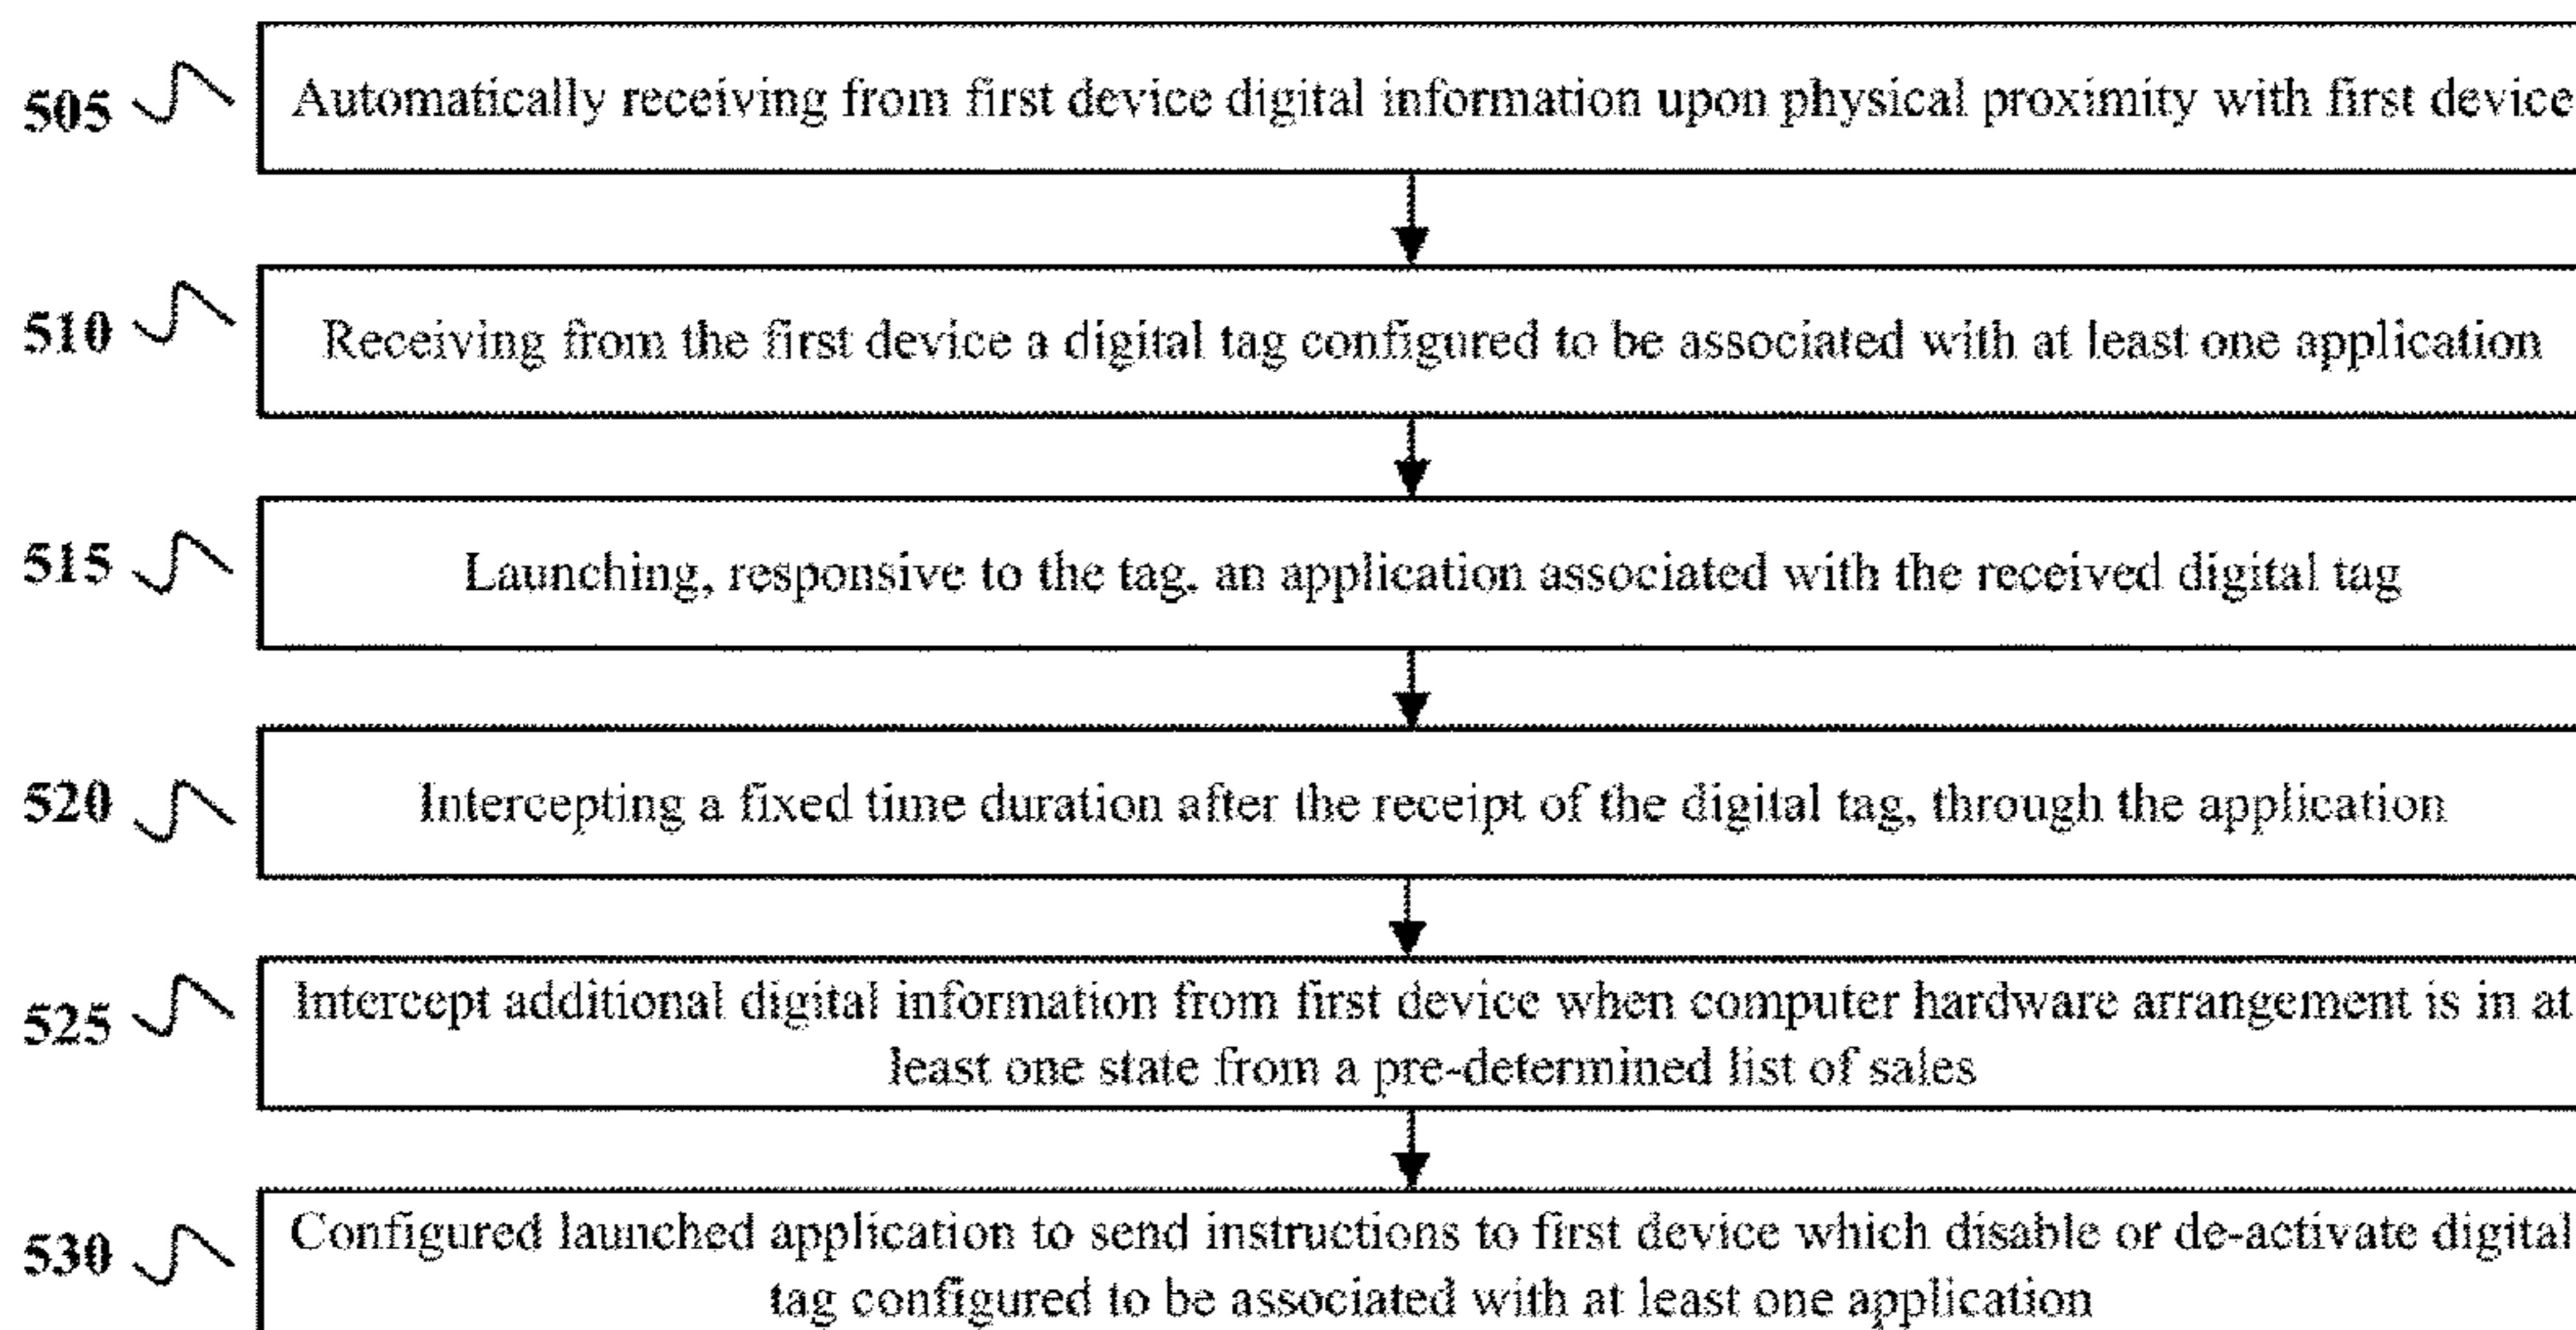 505 Automatically receiving from first device digital information upon physical proximity with first device
510 Receiving from the first device a digital tag configured to be associated with at least one application
515 Launching, responsive to the tag, an application associated with the received digital tag
520 Intercepting a fixed time duration after the receipt of the digital tag, through the application
525 Intercept additional digital information from first device when computer hardware arrangement is in at
least one state from a pre-determined list of sales
530 Configured launched application to send instructions to first device which disable or de-activate digital
tag configured to be associated with at least one application